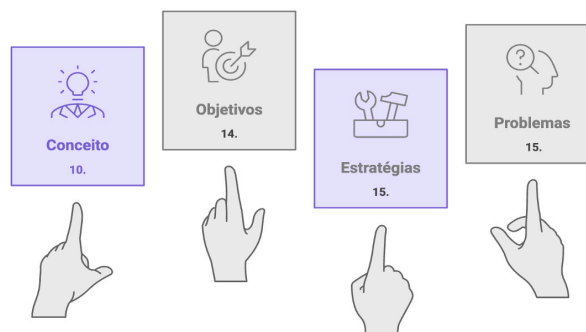 Conceito
10.
Objetivos
14.
Estratégias
15.
Problemas
15.
?